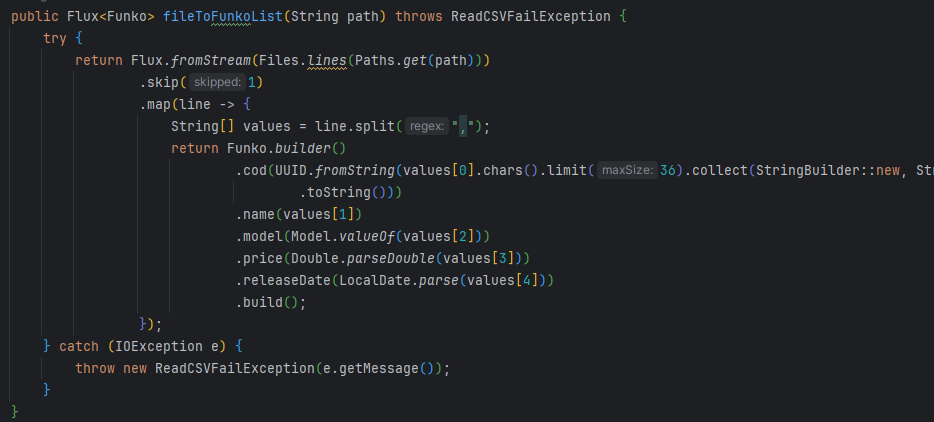 public Flux<Funko> fileToFunkoList(String path) throws ReadCSVFailException {
try {
return Flux.fromStream(Files.lines(Paths.get(path)))
.skip( skipped: 1)
.map(line -> {
String[] values = line.split( regex: ",");
return Funko.builder()
.cod(UUID.fromString(values[0].chars().limit( maxSize: 36).collect(StringBuilder::new, St
.toString()))
.name(values[1])
.model(Model.valueOf(values[2]))
.price(Double.parseDouble(values[3]))
.releaseDate(LocalDate.parse(values[4]))
.build();
});
} catch (IOException e) {
throw new ReadCSVFailException(e.getMessage());
}
}